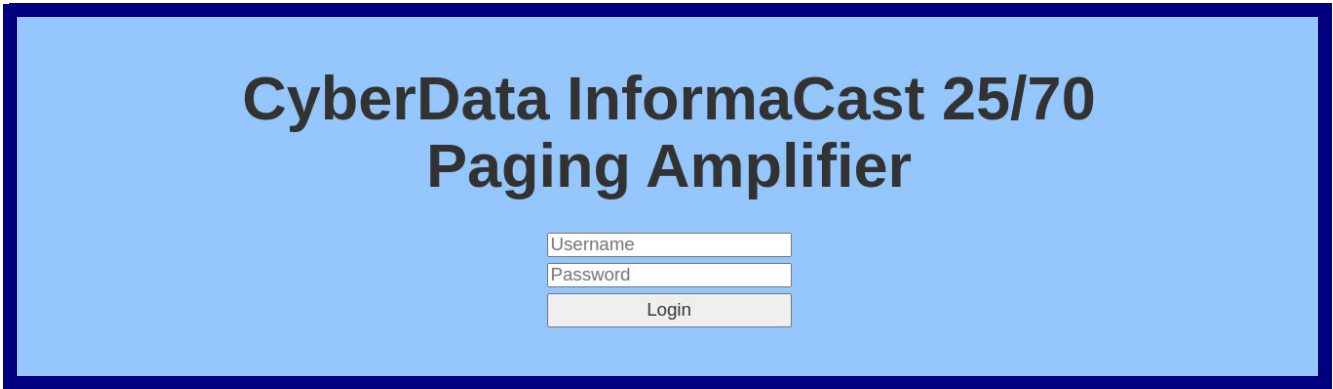 CyberData InformaCast 25/70
Paging Amplifier
Username
Password
Login